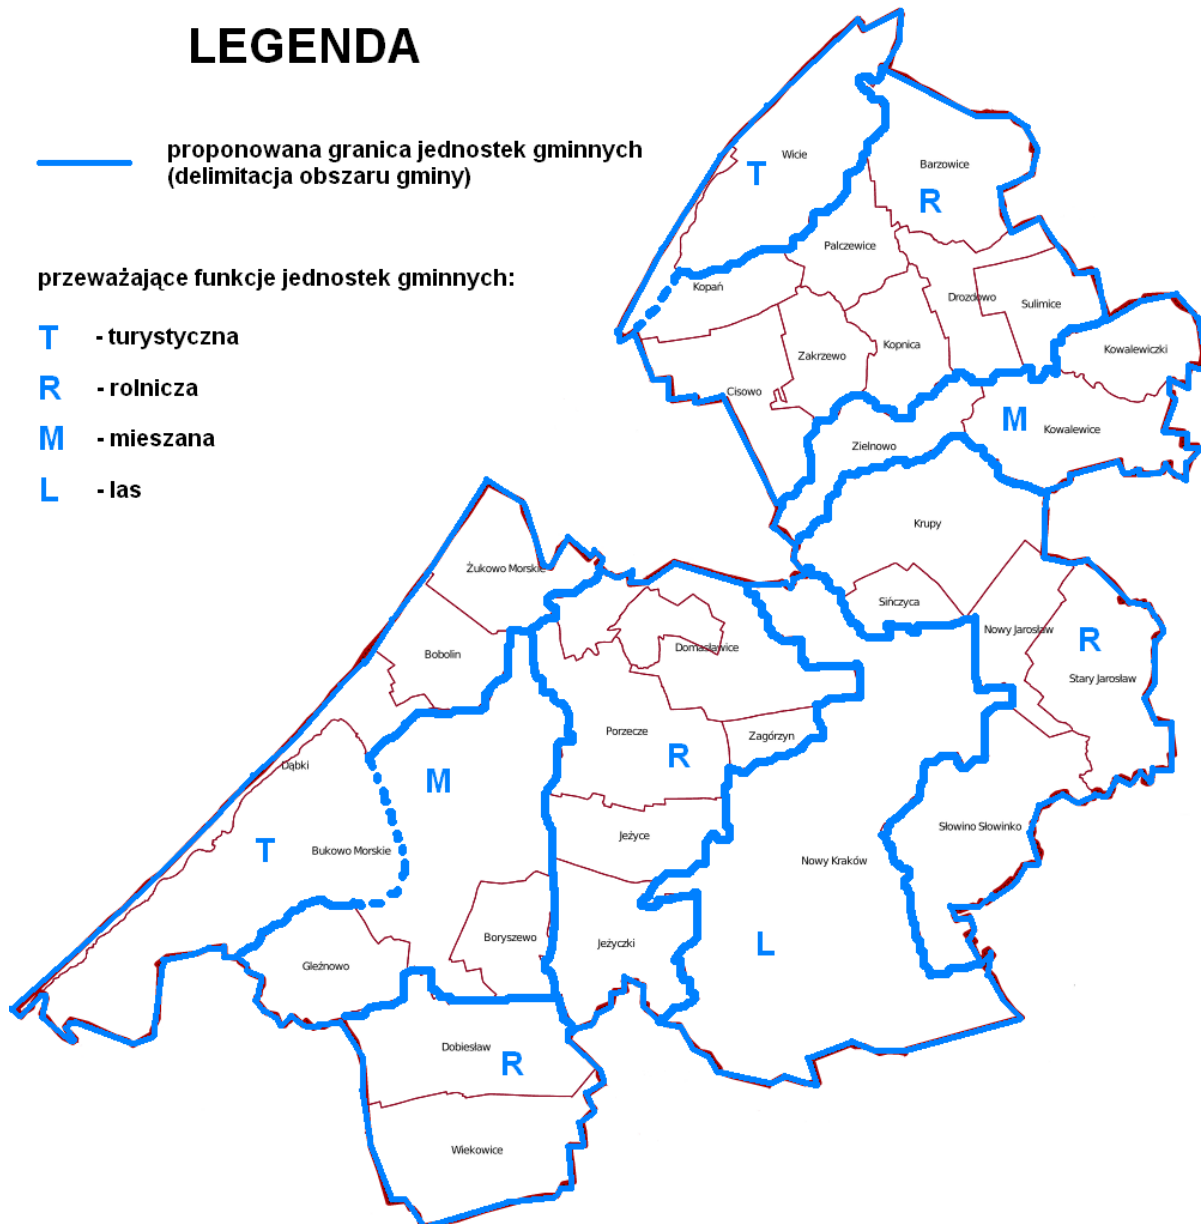 LEGENDA
proponowana granica jednostek gminnych
(delimitacja obszaru gminy)
przeważające funkcje jednostek gminnych:
T - turystyczna
R - rolnicza
M - mieszana
L - las
Wicie
T
Barzowice
R
Palczewice
Kopań
Drozdowo
Sulimice
Zakrzewo
Kopnica
Kowalewiczki
Cisowo
M
Kowalewice
Zielnowo
Krupy
Żukowo Morskie
Sińczyca
Nowy Jarosław
R
Bobolin
Domasławice
Stary Jarosław
Porzecze
R
Zagórzyn
Dąbki
M
Jeżyce
Słowino Słowinko
T
Bukowo Morskie
Nowy Kraków
Boryszewo
Jeżyczki
L
Gleźnowo
Dobiesław
R
Wiekowice